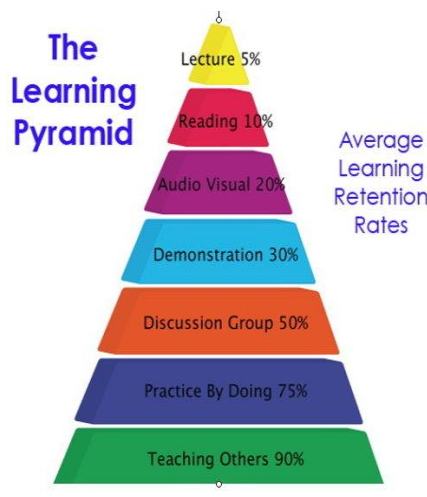 The
Learning
Pyramid
Lecture 5%
Reading 10%
Audio Visual 20%
Demonstration 30%
Discussion Group 50%
Practice By Doing 75%
Teaching Others 90%
Average
Learning
Retention
Rates